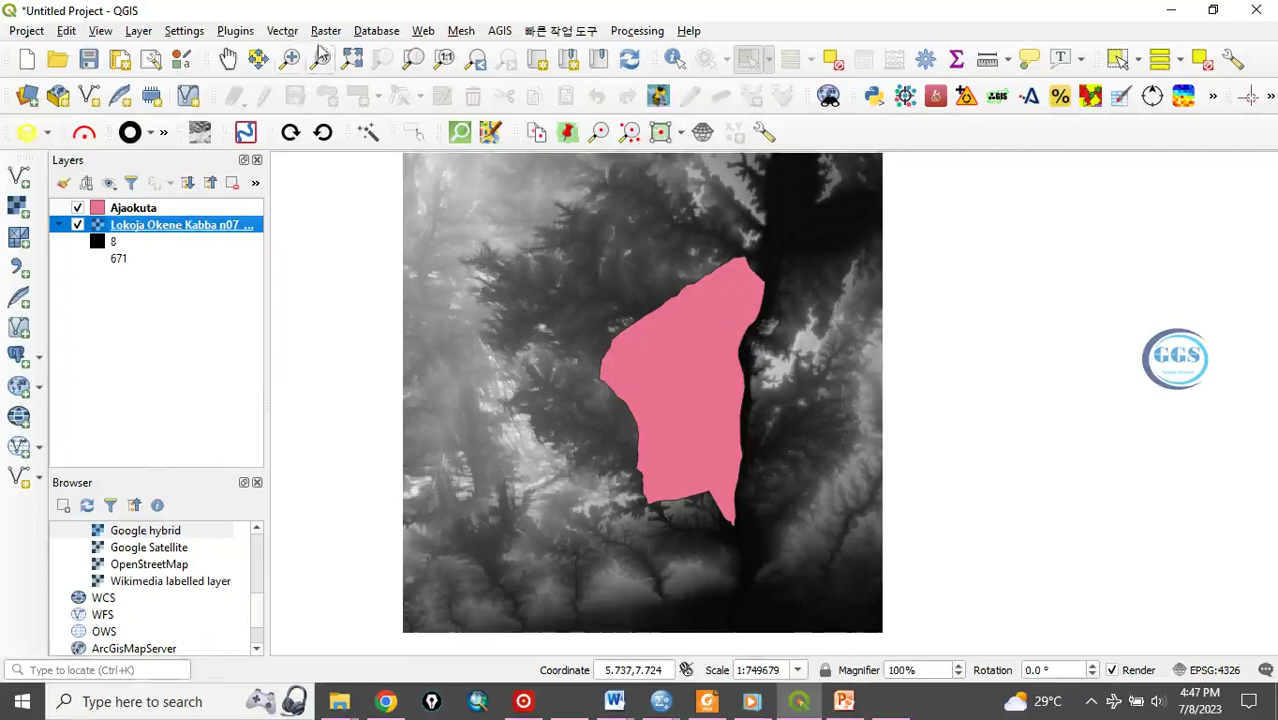 *Untitled Project - QGIS
Project Edit View Layer Settings Plugins Vector Raster Database Web Mesh AGIS 빠른 작업 도구 Processing Help
Layers
Ajaokuta
Lokoja Okene Kabba n07_...
8
671
GGS
Browser
Google hybrid
Google Satellite
OpenStreetMap
Wikimedia labelled layer
WCS
WFS
OWS
ArcGisMapServer
Type to locate (Ctrl+K)
Coordinate 5.737,7.724 Scale 1:749679 Magnifier 100% Rotation 0.0 ° Render EPSG:4326
Type here to search
29°C
4:47 PM
7/8/2023